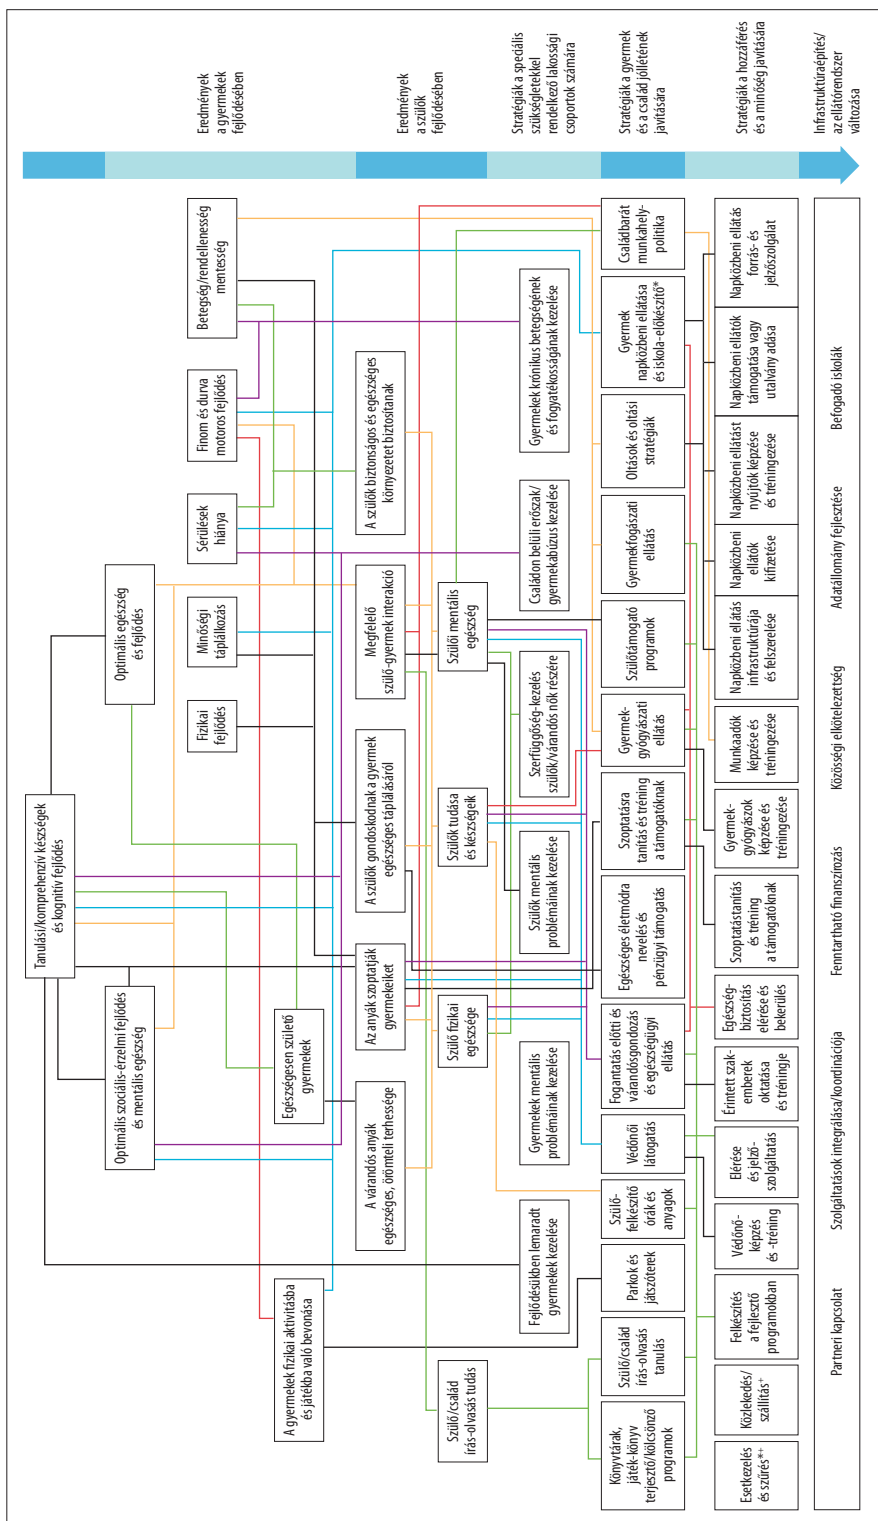 Tanulási/komprehenzív készségek
és kognitív fejlődés
Eredmények
a gyermekek
fejlődésében
Optimális szociális-érzelmi fejlődés
és mentális egészség
Optimális egészség
és fejlődés
Fizikai
fejlődés
Minőségi
táplálkozás
Sérülések
hiánya
Finom és durva
motoros fejlődés
Betegség/rendellenesség
mentesség
A gyermekek fizikai aktivitásba
és játékba való bevonása
Egészségesen születő
gyermekek
Eredmények
a szülők
fejlődésében
A várandós anyák
egészséges, örömteli terhessége
Az anyák szoptatják
gyermekeiket
A szülők gondoskodnak a gyermek
egészséges táplálásáról
Megfelelő
szülő-gyermek interakció
A szülők biztonságos és egészséges
környezetet biztosítanak
Szülő/család
írás-olvasás tudás
Szülő fizikai
egészsége
Szülők tudása
és készségeik
Szülői mentális
egészség
Stratégiák a speciális
szükségletekkel
rendelkező lakossági
csoportok számára
Fejlődésükben lemaradt
gyermekek kezelése
Gyermekek mentális
problémáinak kezelése
Szülők mentális
problémáinak kezelése
Szerfüggőség-kezelés
szülők/várandós nők részére
Családon belüli erőszak/
gyermekabúzus kezelése
Gyermekek krónikus betegségének
és fogyatékosságának kezelése
Stratégiák a gyermek
és a család jóllétének
javítására
Könyvtárak,
játék-könyv
terjesztő/kölcsönző
programok
Szülő/család
írás-olvasás
tanulás
Parkok és
játszóterek
Szülő-
felkészítő
órák és
anyagok
Védőnői
látogatás
Fogantatás előtti és
várandósgondozás
és egészségügyi
ellátás
Egészséges életmódra
nevelés és
pénzügyi támogatás
Szoptatásra
tanítás és tréning
a támogatóknak
Gyermek-
gyógyászati
ellátás
Szülőtámogató
programok
Gyermekfogászati
ellátás
Oltások és oltási
stratégiák
Gyermek
napközbeni ellátása
és iskola-előkészítő*
Családbarát
munkahely-
politika
Stratégiák a hozzáférés
és a minőség javítására
Esetkezelés
és szűrés*+
Közlekedés/
szállítás+
Felkészítés
a fejlesztő
programokban
Védőnő-
képzés
és -tréning
Elérése
és jelző-
szolgáltatás
Érintett szak-
emberek
oktatása
és tréningje
Egészség-
biztosítás
elérése és
bekerülés
Szoptatástanítás
és tréning
a támogatóknak
Gyermek-
gyógyászok
képzése és
tréningezése
Munkaadók
képzése és
tréningezése
Napközbeni ellátás
infrastruktúrája
és felszerelése
Napközbeni
ellátók
kifizetése
Napközbeni ellátást
nyújtók képzése
és tréningezése
Napközbeni ellátók
támogatása vagy
utalvány adása
Napközbeni ellátás
forrás- és
jelzőszolgálat
Infrastruktúraépítés/
az ellátórendszer
változása
Partneri kapcsolat
Szolgáltatások integrálása/koordinációja
Fenntartható finanszírozás
Közösségi elkötelezettség
Adatállomány fejlesztése
Befogadó iskolák